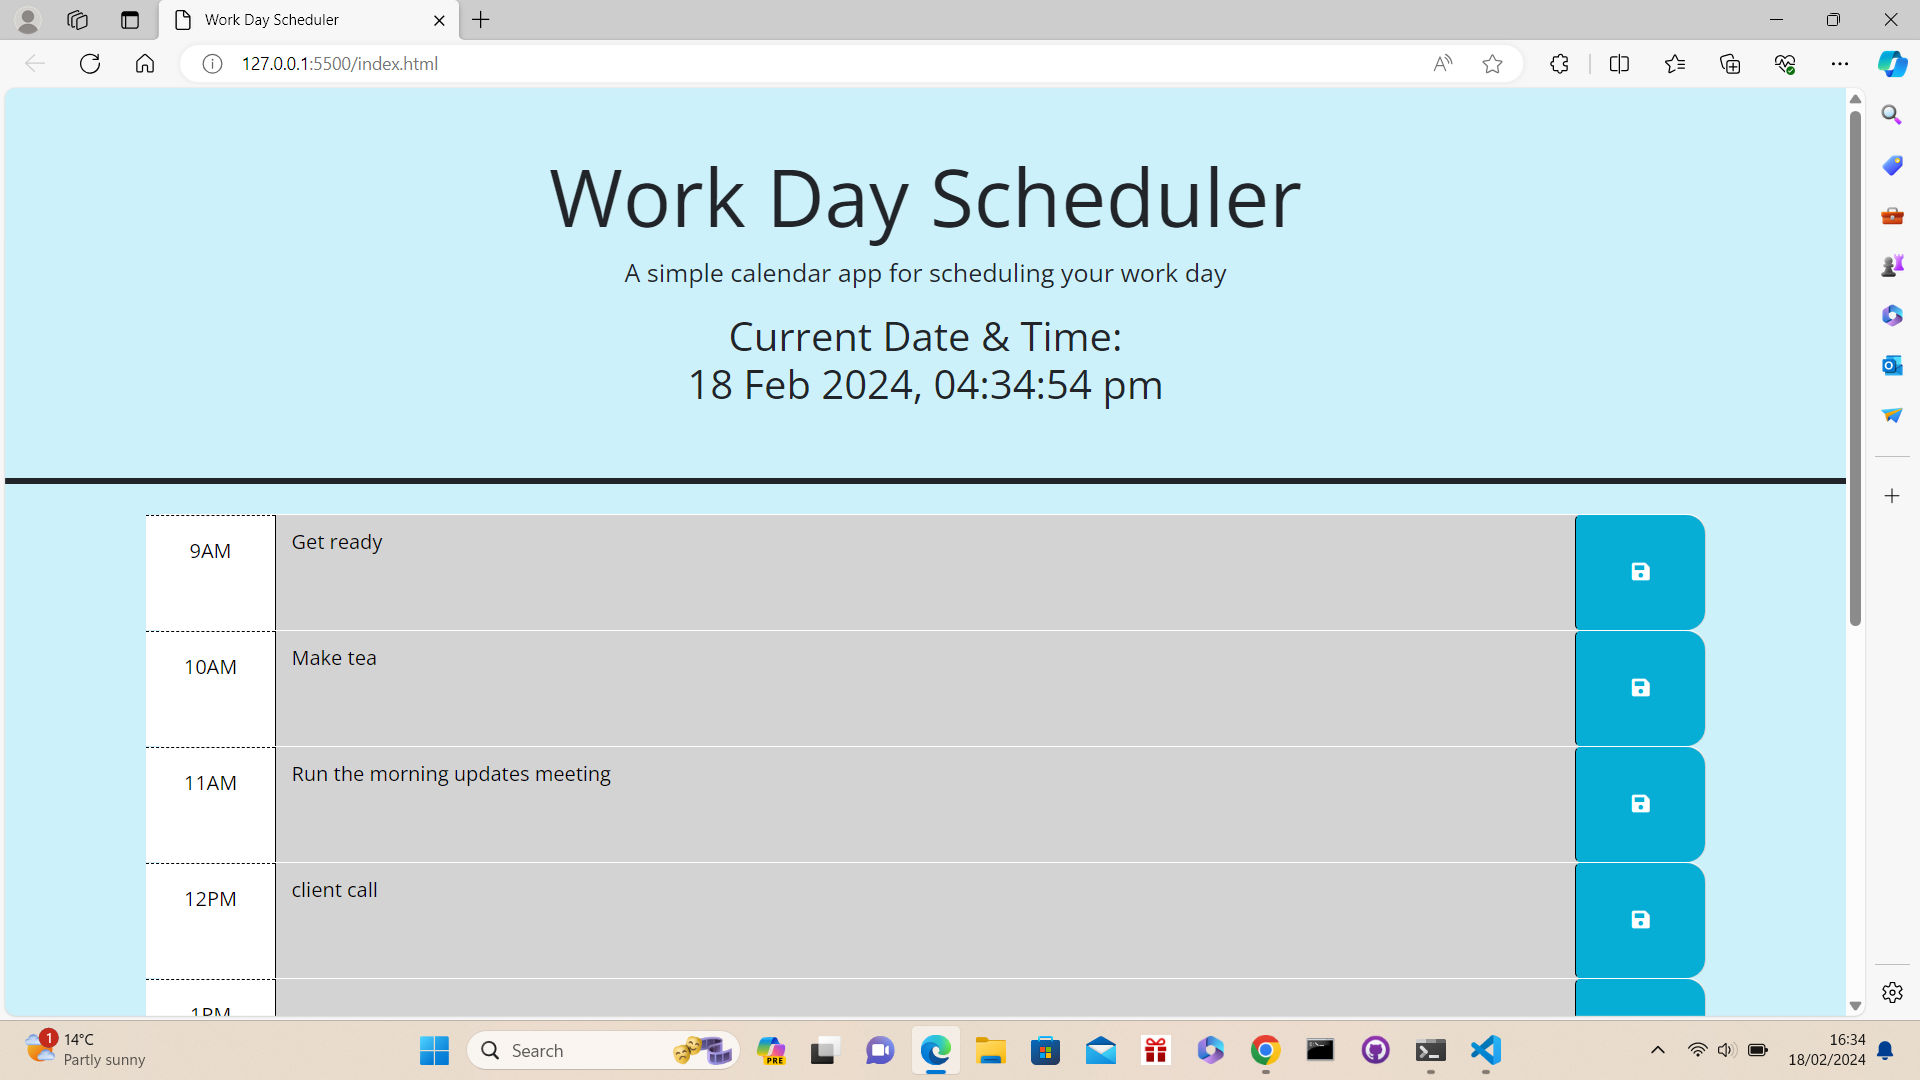 Work Day Scheduler
127.0.0.1:5500/index.html
Work Day Scheduler
A simple calendar app for scheduling your work day
Current Date & Time:
18 Feb 2024, 04:34:54 pm
9AM
Get ready
10AM
Make tea
11AM
Run the morning updates meeting
12PM
client call
1PM
1
14°C
Partly sunny
Search
PRE
16:34
18/02/2024